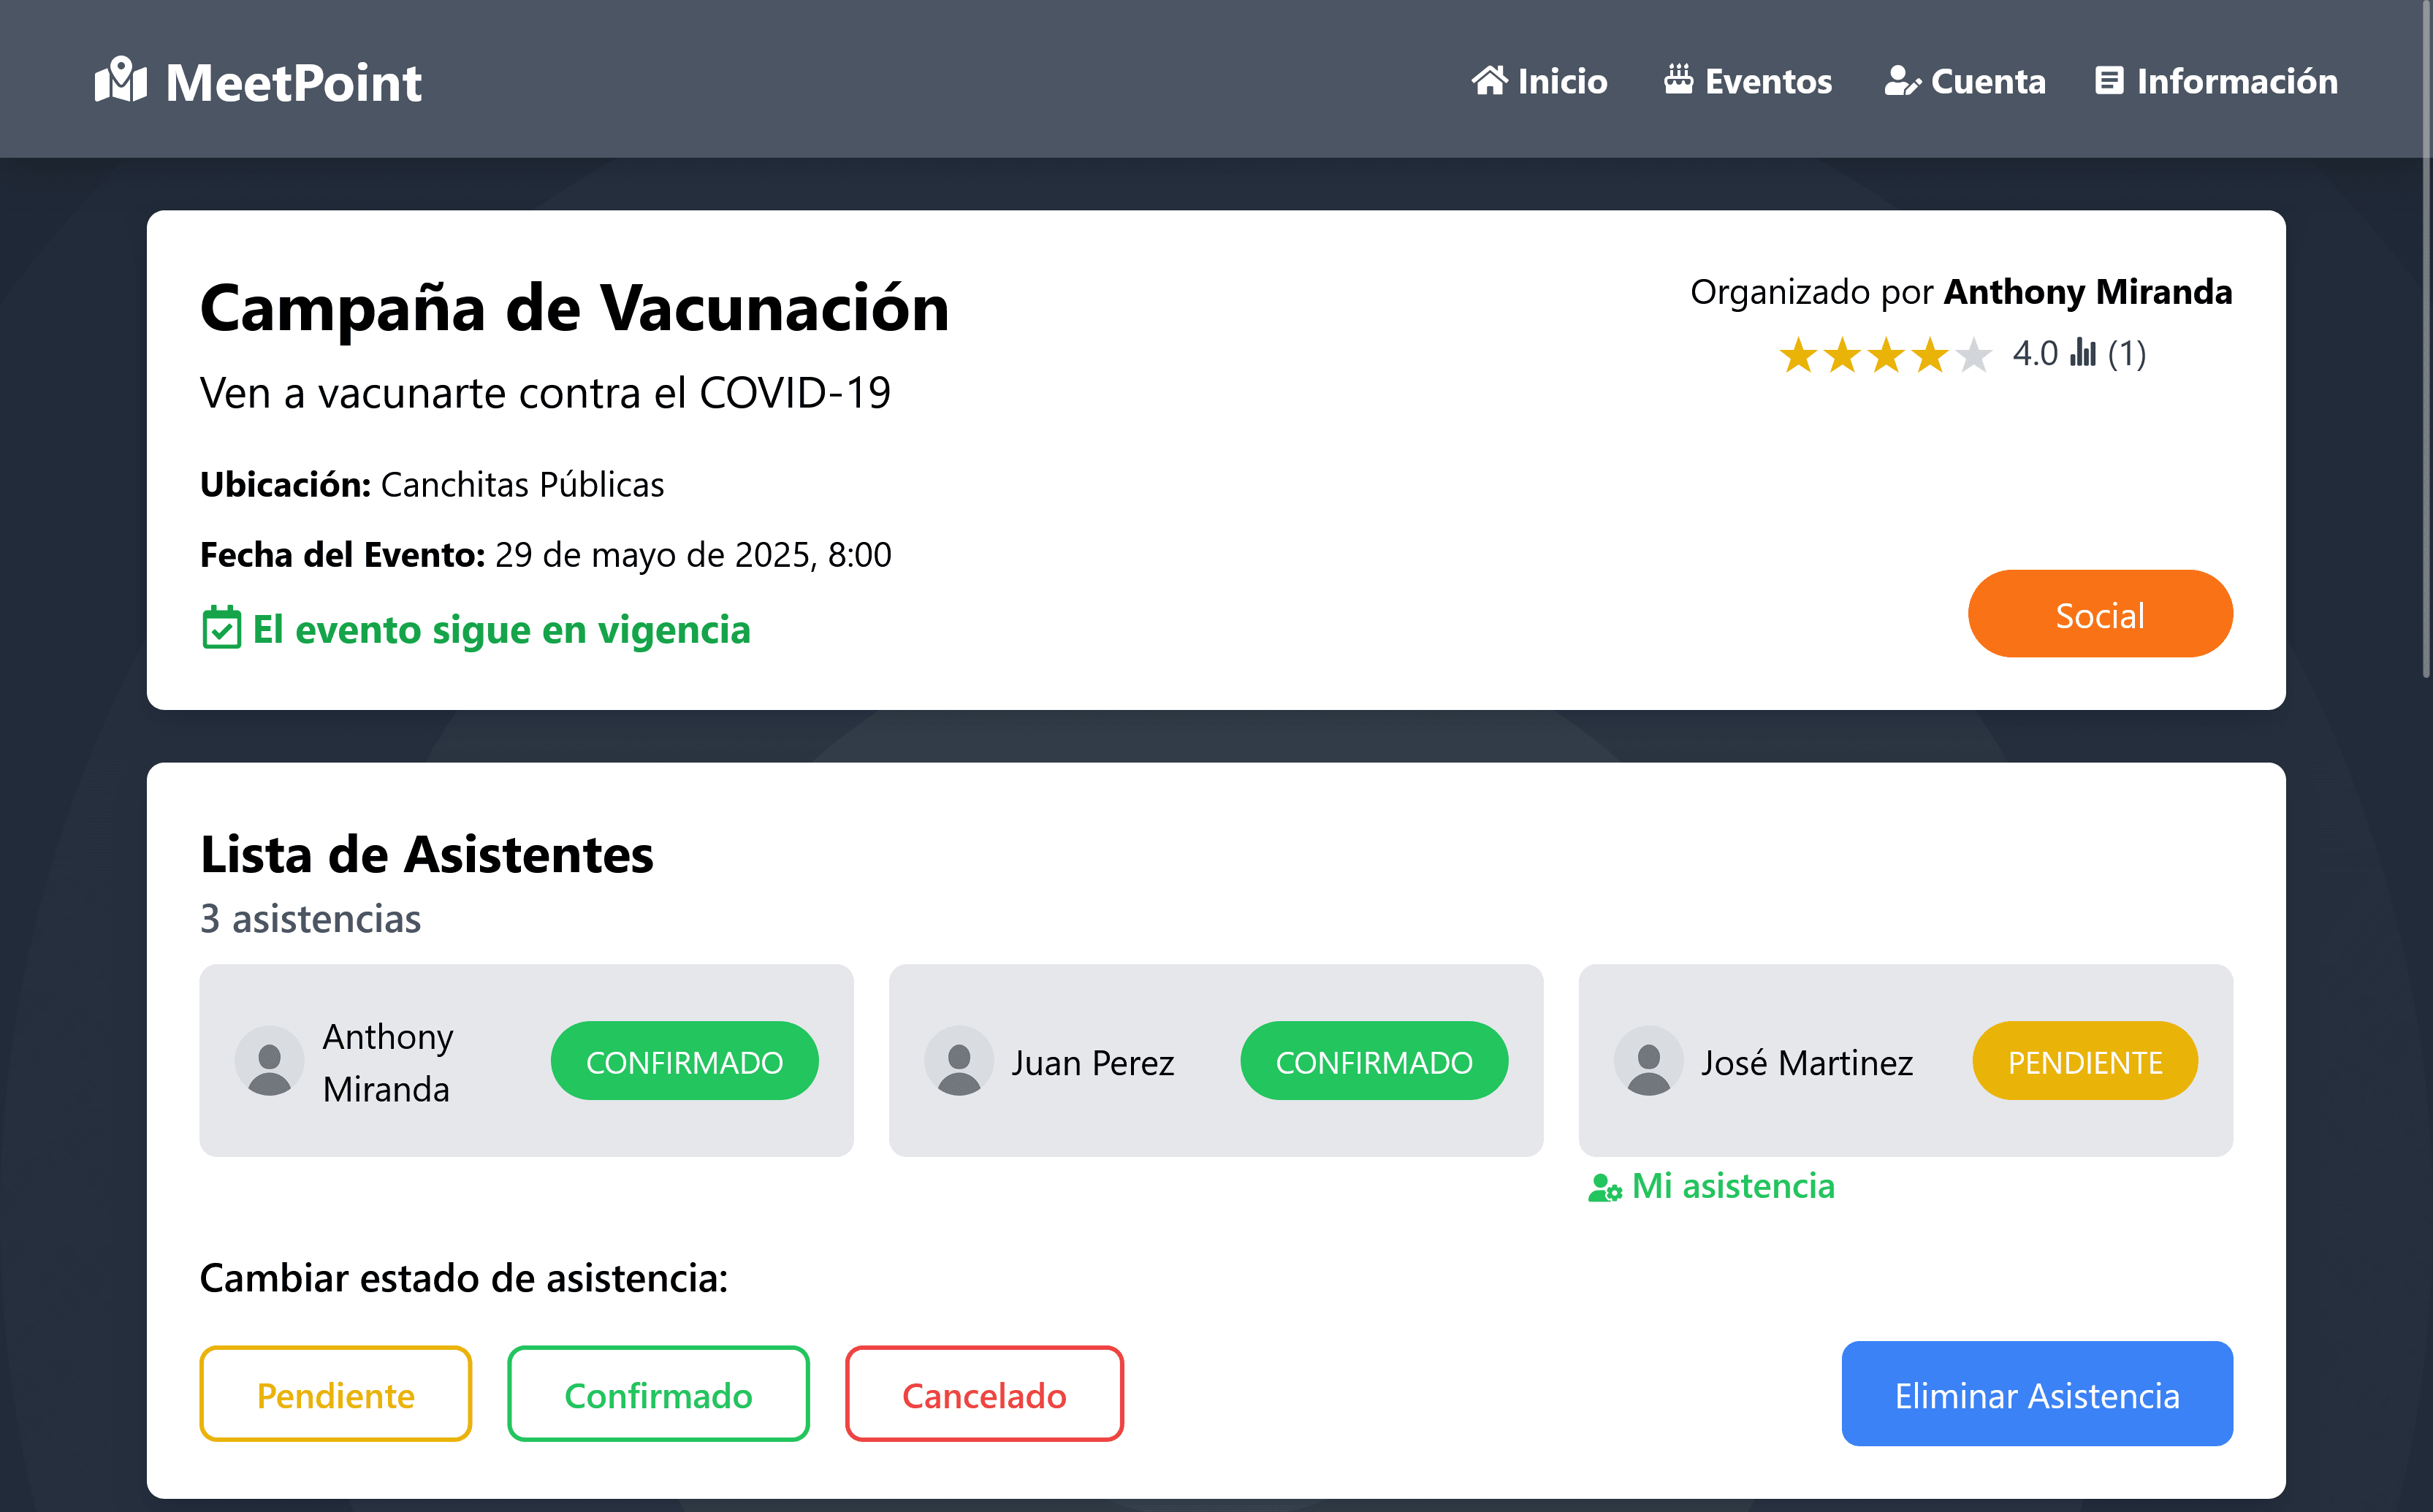 MeetPoint
Inicio
Eventos
Cuenta
Información
Campaña de Vacunación
Ven a vacunarte contra el COVID-19
Ubicación: Canchitas Públicas
Fecha del Evento: 29 de mayo de 2025, 8:00
El evento sigue en vigencia
Organizado por Anthony Miranda
4.0 (1)
Social
Lista de Asistentes
3 asistencias
Anthony
Miranda
CONFIRMADO
Juan Perez
CONFIRMADO
José Martinez
PENDIENTE
Mi asistencia
Cambiar estado de asistencia:
Pendiente
Confirmado
Cancelado
Eliminar Asistencia